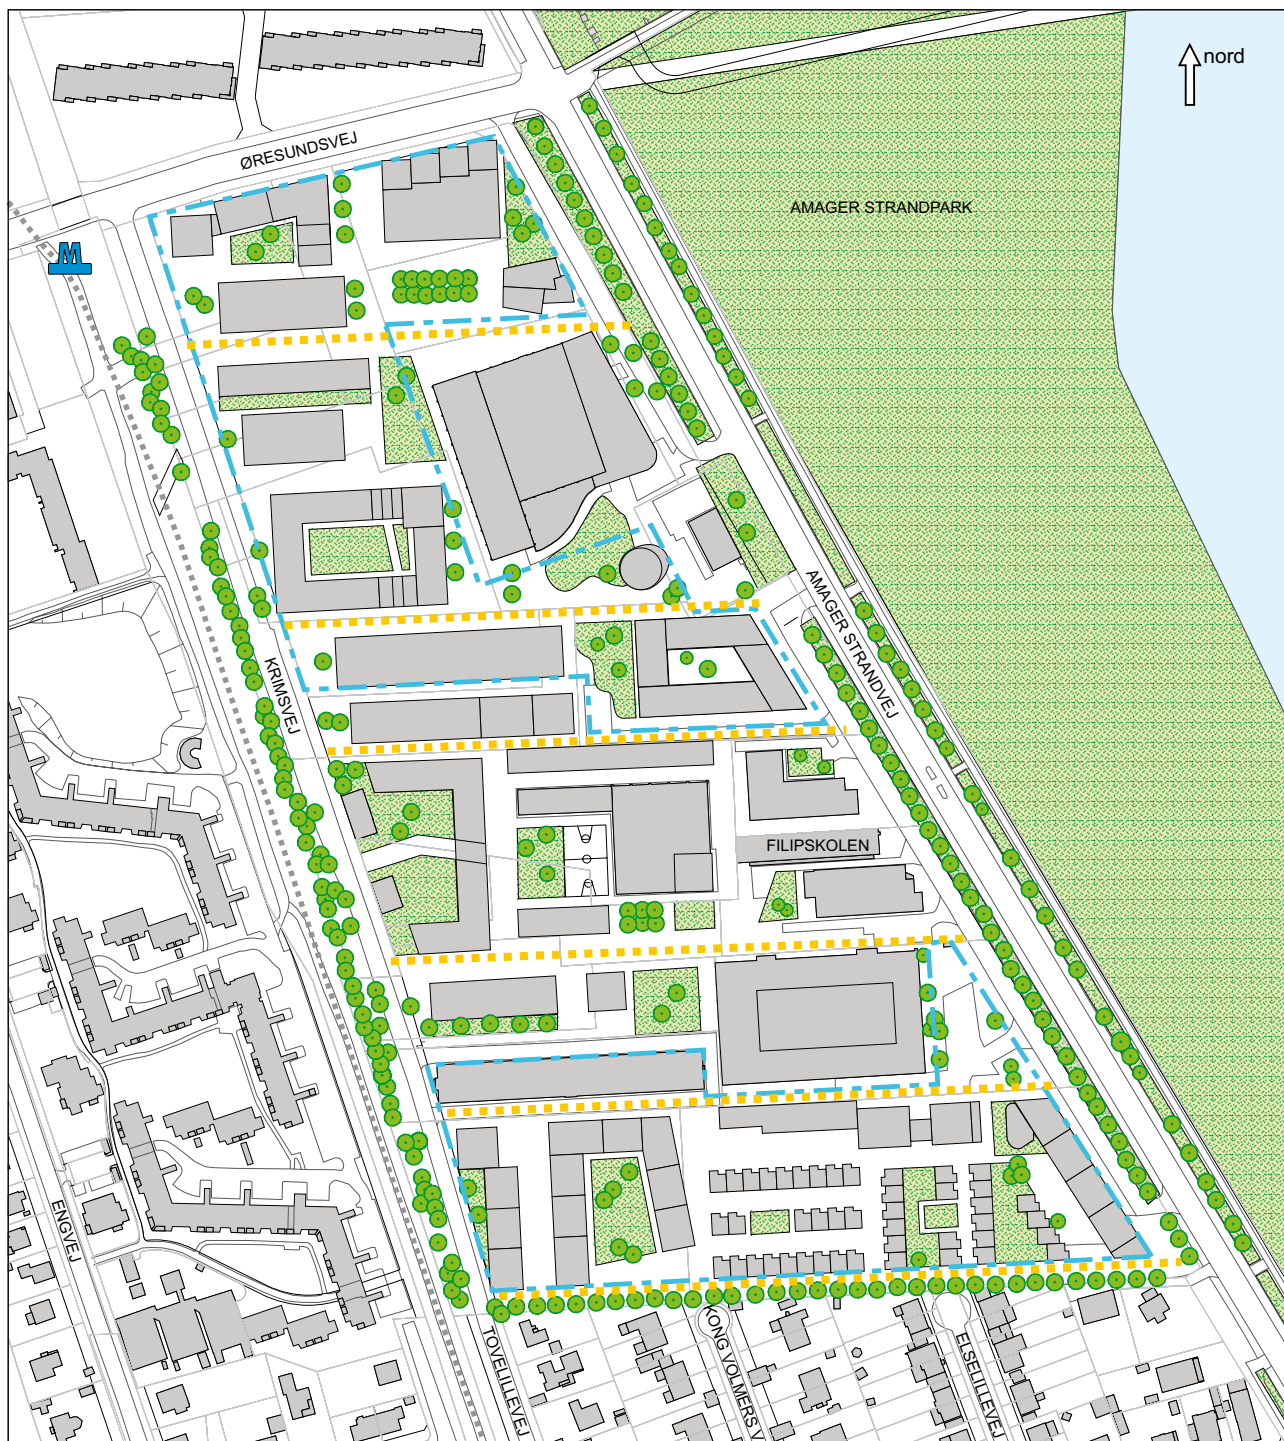 nord
ØRESUNDSVEJ
AMAGER STRANDPARK
M
AMAGER STRANDVEJ
KRIMSVEJ
FILIPSKOLEN
ENGVEJ
TOVELILLEVEJ
KONG VOLMERS V
ELSELILLEVEJ